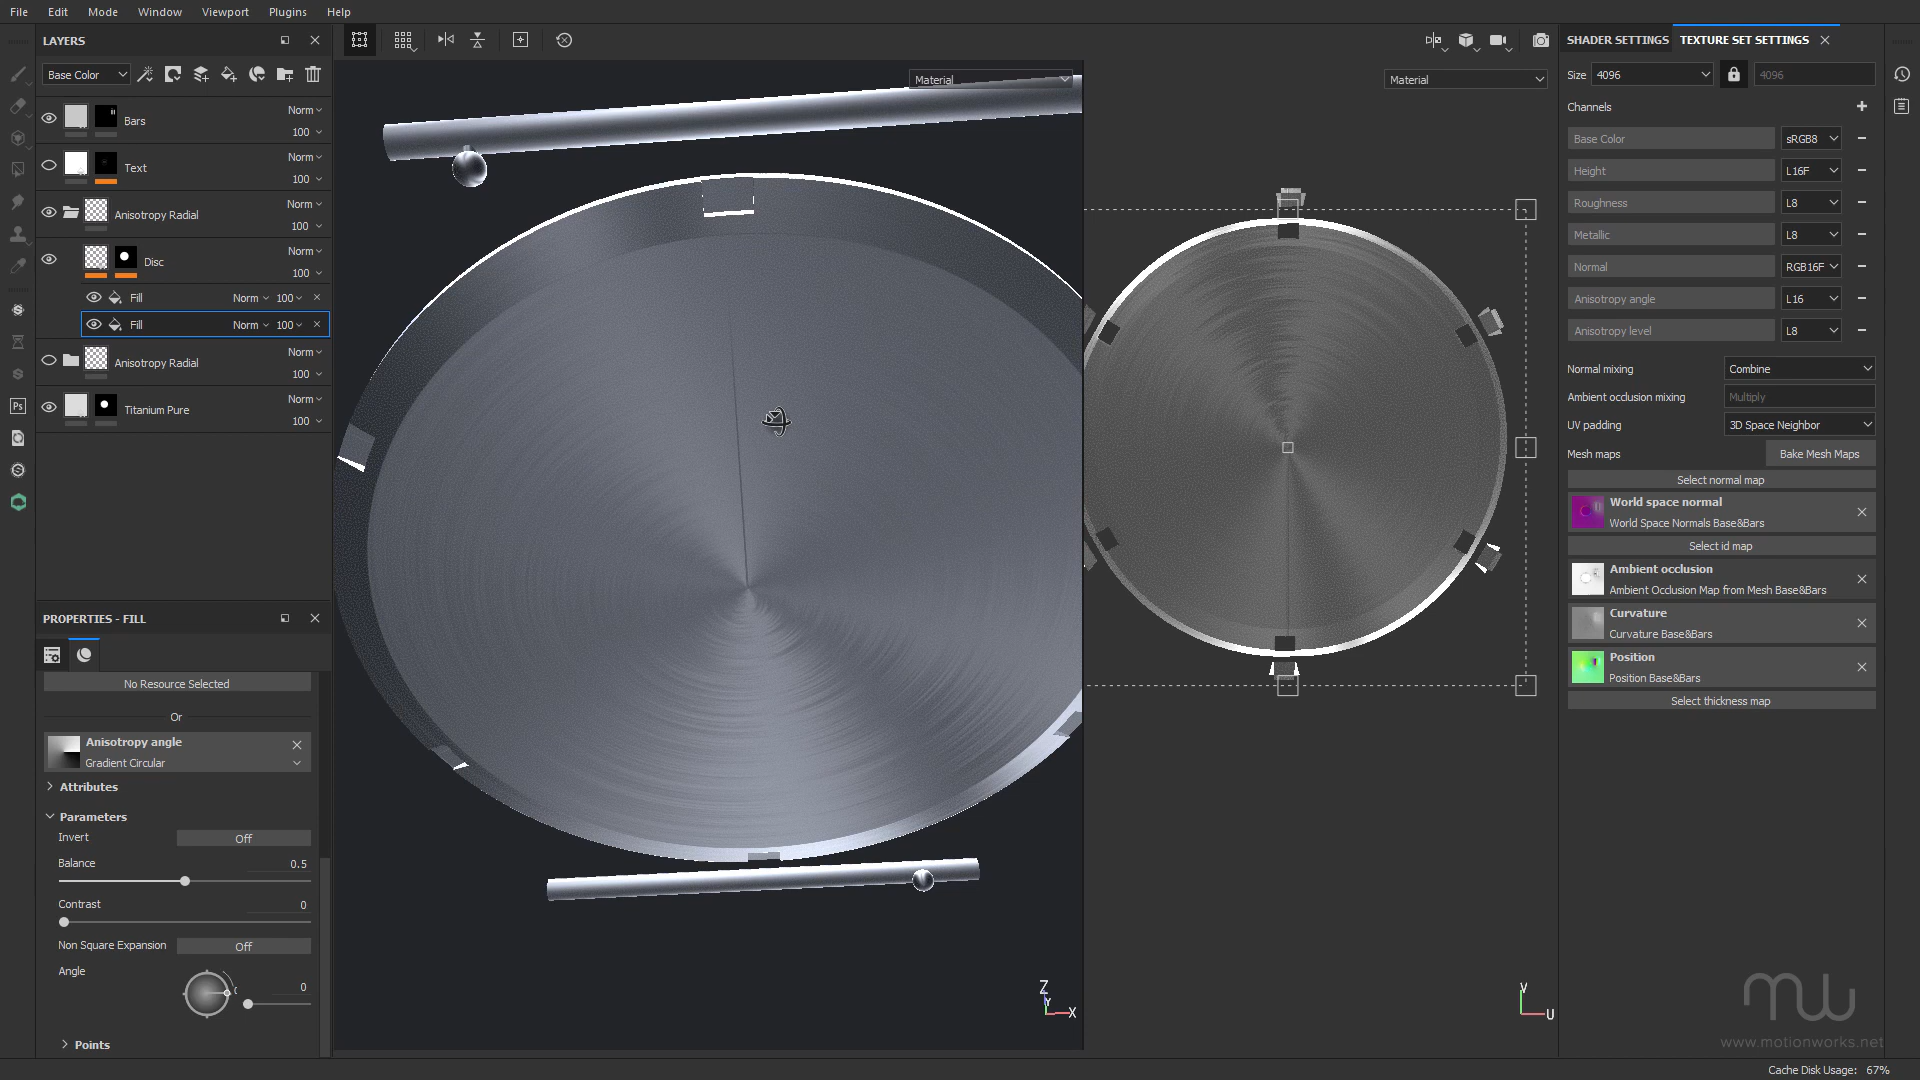 File Edit Mode Window Viewport Plugins Help
LAYERS
Base Color
Bars
Norm
100
Text
Norm
100
Anisotropy Radial
Norm
100
Disc
Norm
100
Fill Norm 100
Fill Norm 100
Anisotropy Radial
Norm
100
Titanium Pure
Norm
100
PROPERTIES - FILL
No Resource Selected
Or
Anisotropy angle
Gradient Circular
Attributes
Parameters
Invert Off
Balance 0.5
Contrast 0
Non Square Expansion Off
Angle
0
Points
Material
Material
Z
Y
X
V
U
SHADER SETTINGS TEXTURE SET SETTINGS
Size 4096 4096
Channels
Base Color sRGB8
Height L16F
Roughness L8
Metallic L8
Normal RGB16F
Anisotropy angle L16
Anisotropy level L8
Normal mixing Combine
Ambient occlusion mixing Multiply
UV padding 3D Space Neighbor
Mesh maps Bake Mesh Maps
Select normal map
World space normal
World Space Normals Base&Bars
Select id map
Ambient occlusion
Ambient Occlusion Map from Mesh Base&Bars
Curvature
Curvature Base&Bars
Position
Position Base&Bars
Select thickness map
Ps
mw
www.motionworks.net
Cache Disk Usage: 67%